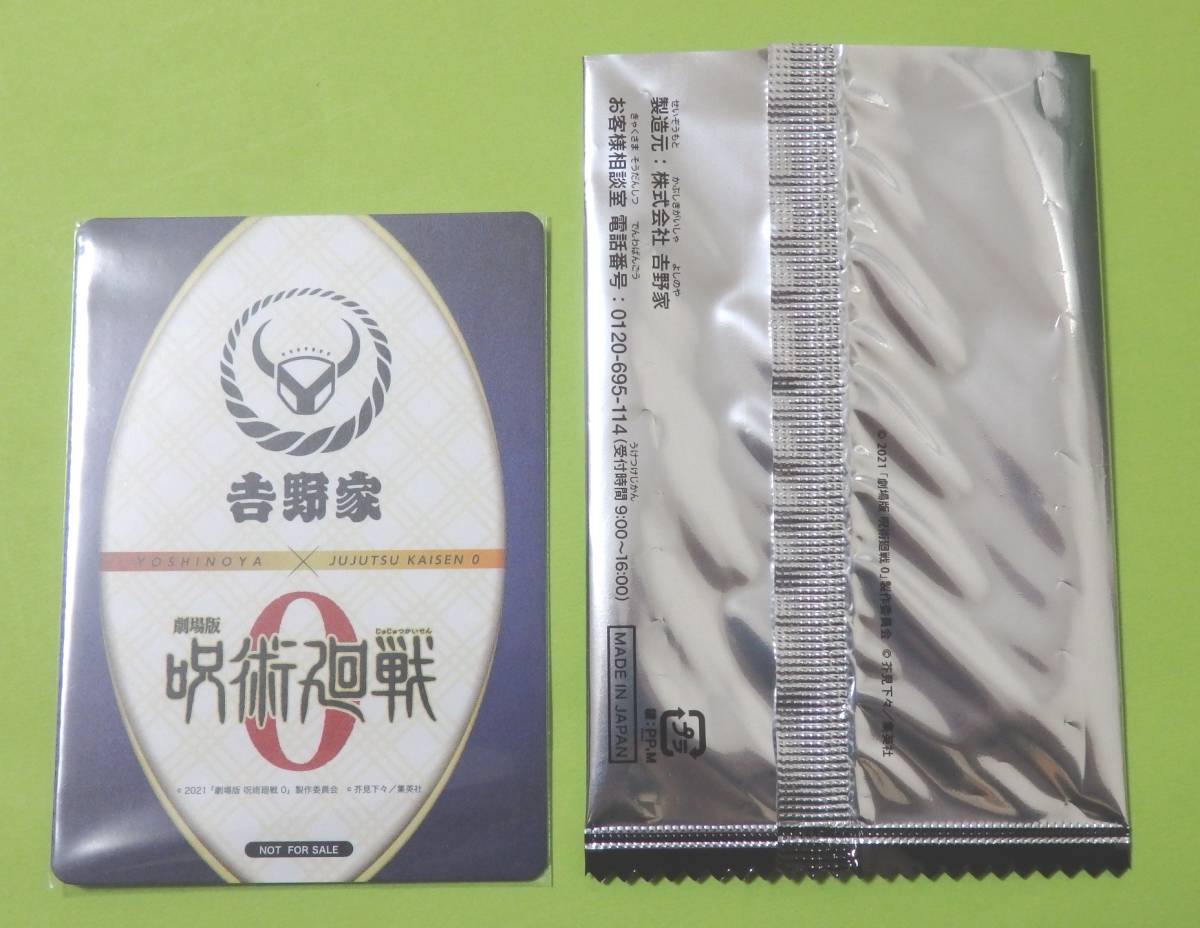 吉野家
YOSHINOYA × JUJUTSU KAISEN 0
劇場版
じゅじゅつかいせん
呪術廻戦
0
© 2021 「劇場版 呪術廻戦 0」製作委員会 © 芥見下々／集英社
NOT FOR SALE
せいぞうもと かぶしきがいしゃ よしのや
製造元：株式会社 吉野家
きゃくさま そうだんしつ でんわばんごう うけつけじかん
お客様相談室 電話番号：0120-695-114（受付時間 9:00〜16:00）
MADE IN JAPAN
プラ
袋:PP,M
© 2021 「劇場版 呪術廻戦 0」製作委員会 © 芥見下々／集英社